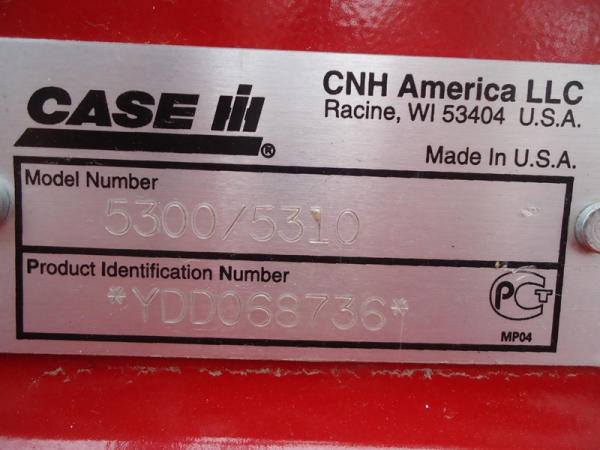 CASE IH®
CNH America LLC
Racine, WI 53404 U.S.A.
Made In U.S.A.
Model Number
5300/5310
Product Identification Number
*YDD068736*
PCT
MP04